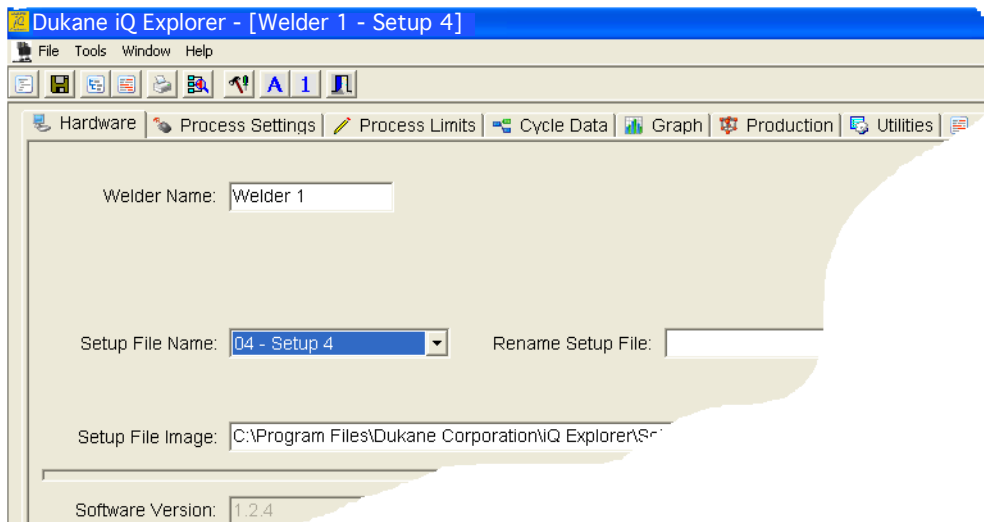 Dukane iQ Explorer - [Welder 1 - Setup 4]
File Tools Window Help
A 1
Hardware Process Settings Process Limits Cycle Data Graph Production Utilities
Welder Name: Welder 1
Setup File Name: 04 - Setup 4 Rename Setup File:
Setup File Image: C:\Program Files\Dukane Corporation\iQ Explorer\
Software Version: 1.2.4